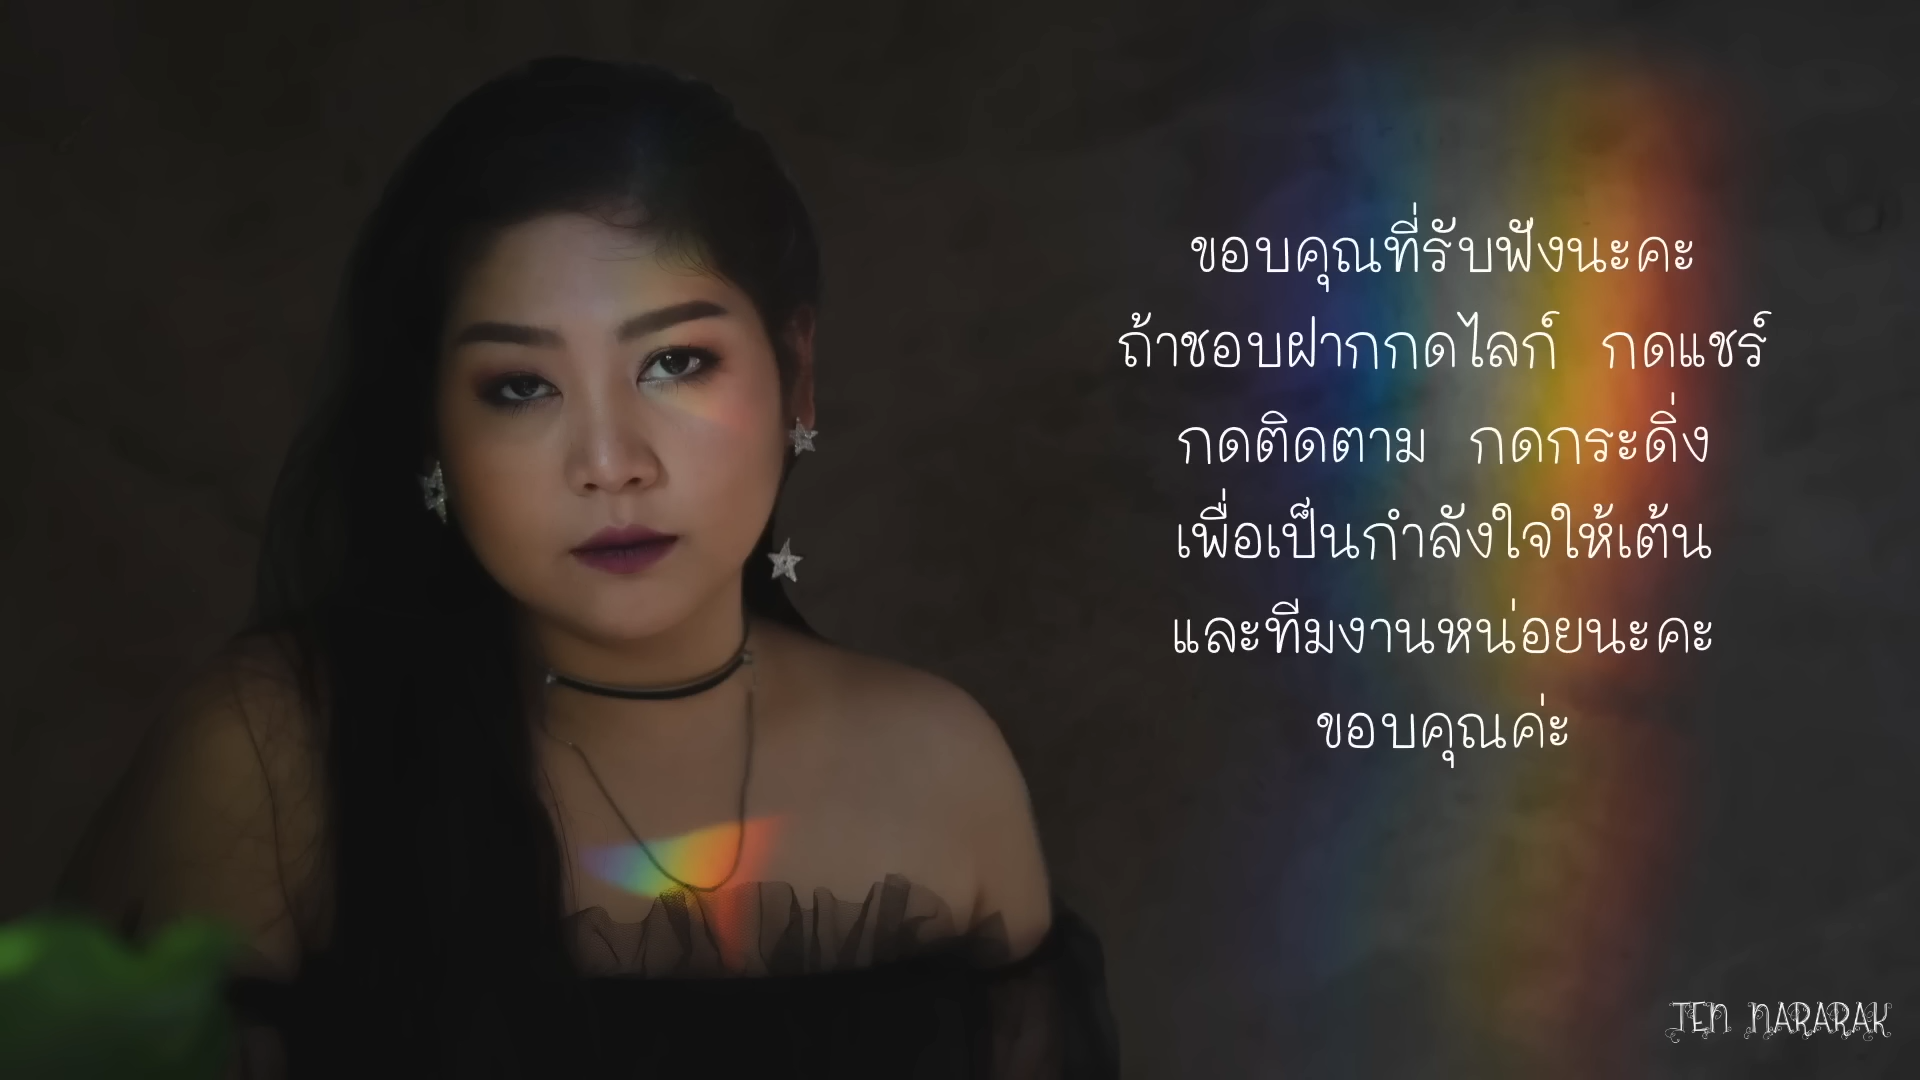 ขอบคุณที่รับฟังนะคะ
ถ้าชอบฝากกดไลก์ กดแชร์
กดติดตาม กดกระดิ่ง
เพื่อเป็นกำลังใจให้เต้น
และทีมงานหน่อยนะคะ
ขอบคุณค่ะ
TEN NARARAK